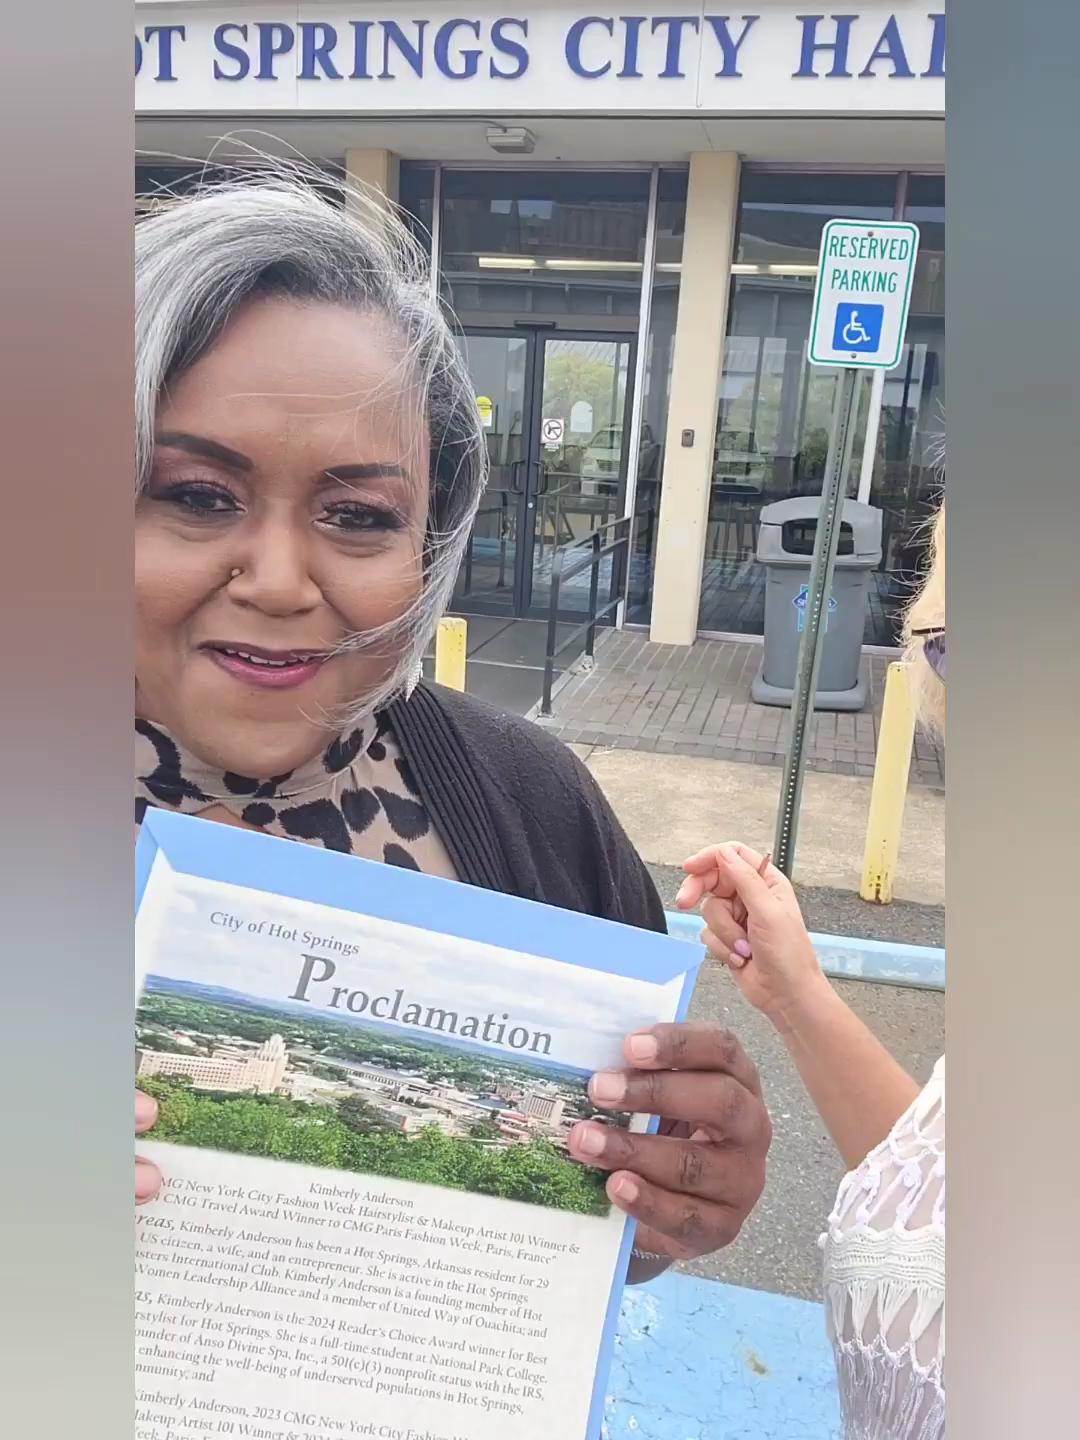 OT SPRINGS CITY HAL
RESERVED
PARKING
City of Hot Springs
Proclamation
Kimberly Anderson
MG New York City Fashion Week Hairstylist & Makeup Artist 101 Winner &
4 CMG Travel Award Winner to CMG Paris Fashion Week, Paris, France"
reas, Kimberly Anderson has been a Hot Springs, Arkansas resident for 29
US citizen, a wife, and an entrepreneur. She is active in the Hot Springs
asters International Club. Kimberly Anderson is a founding member of Hot
Women Leadership Alliance and a member of United Way of Ouachita; and
as, Kimberly Anderson is the 2024 Reader's Choice Award winner for Best
rstylist for Hot Springs. She is a full-time student at National Park College.
ounder of Anso Divine Spa, Inc., a 501(c)(3) nonprofit status with the IRS,
enhancing the well-being of underserved populations in Hot Springs,
mmunity; and
Kimberly Anderson, 2023 CMG New York City Fashion
Makeup Artist 101 Winner & 2024